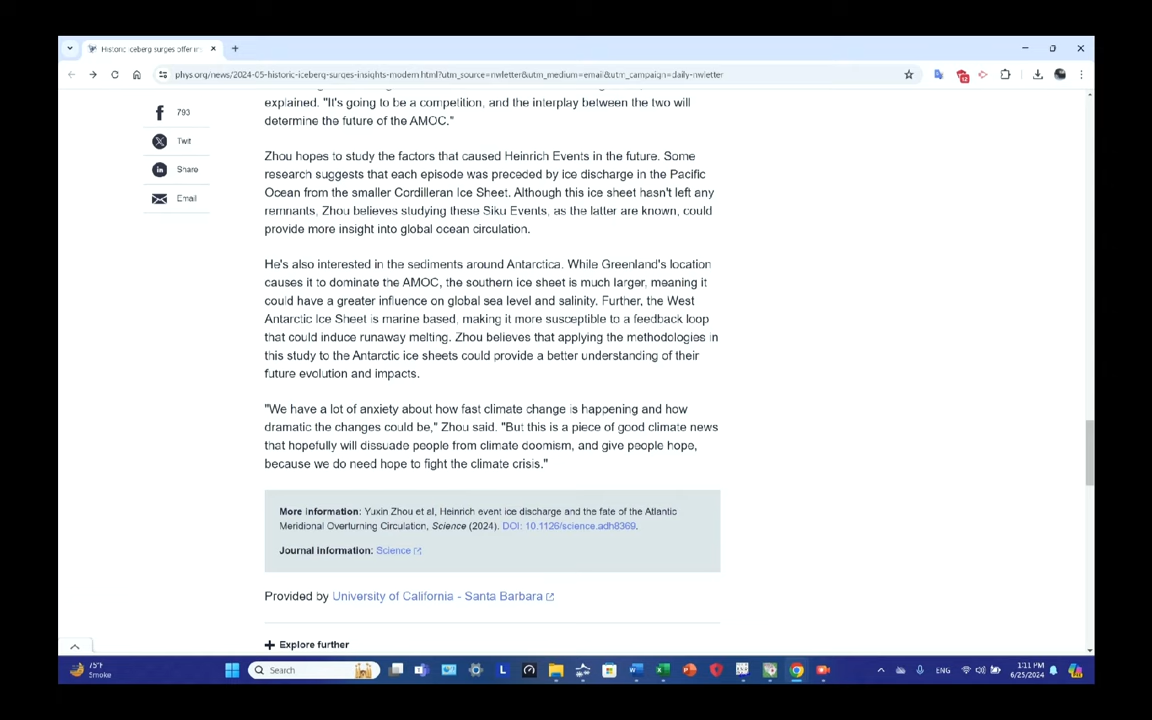 Historic iceberg surges offer in
phys.org/news/2024-05-historic-iceberg-surges-insights-modern.html?utm_source=nwletter&utm_medium=email&utm_campaign=daily-nwletter
12
explained. "It's going to be a competition, and the interplay between the two will
793
determine the future of the AMOC."
Twit
Zhou hopes to study the factors that caused Heinrich Events in the future. Some
Share
research suggests that each episode was preceded by ice discharge in the Pacific
Ocean from the smaller Cordilleran Ice Sheet. Although this ice sheet hasn't left any
Email
remnants, Zhou believes studying these Siku Events, as the latter are known, could
provide more insight into global ocean circulation.
He's also interested in the sediments around Antarctica. While Greenland's location
causes it to dominate the AMOC, the southern ice sheet is much larger, meaning it
could have a greater influence on global sea level and salinity. Further, the West
Antarctic Ice Sheet is marine based, making it more susceptible to a feedback loop
that could induce runaway melting. Zhou believes that applying the methodologies in
this study to the Antarctic ice sheets could provide a better understanding of their
future evolution and impacts.
"We have a lot of anxiety about how fast climate change is happening and how
dramatic the changes could be," Zhou said. "But this is a piece of good climate news
that hopefully will dissuade people from climate doomism, and give people hope,
because we do need hope to fight the climate crisis."
More information: Yuxin Zhou et al, Heinrich event ice discharge and the fate of the Atlantic
Meridional Overturning Circulation, Science (2024). DOI: 10.1126/science.adh8369.
Journal information: Science
Provided by University of California - Santa Barbara
Explore further
75°F
Smoke
Search
ENG
1:11 PM
6/25/2024